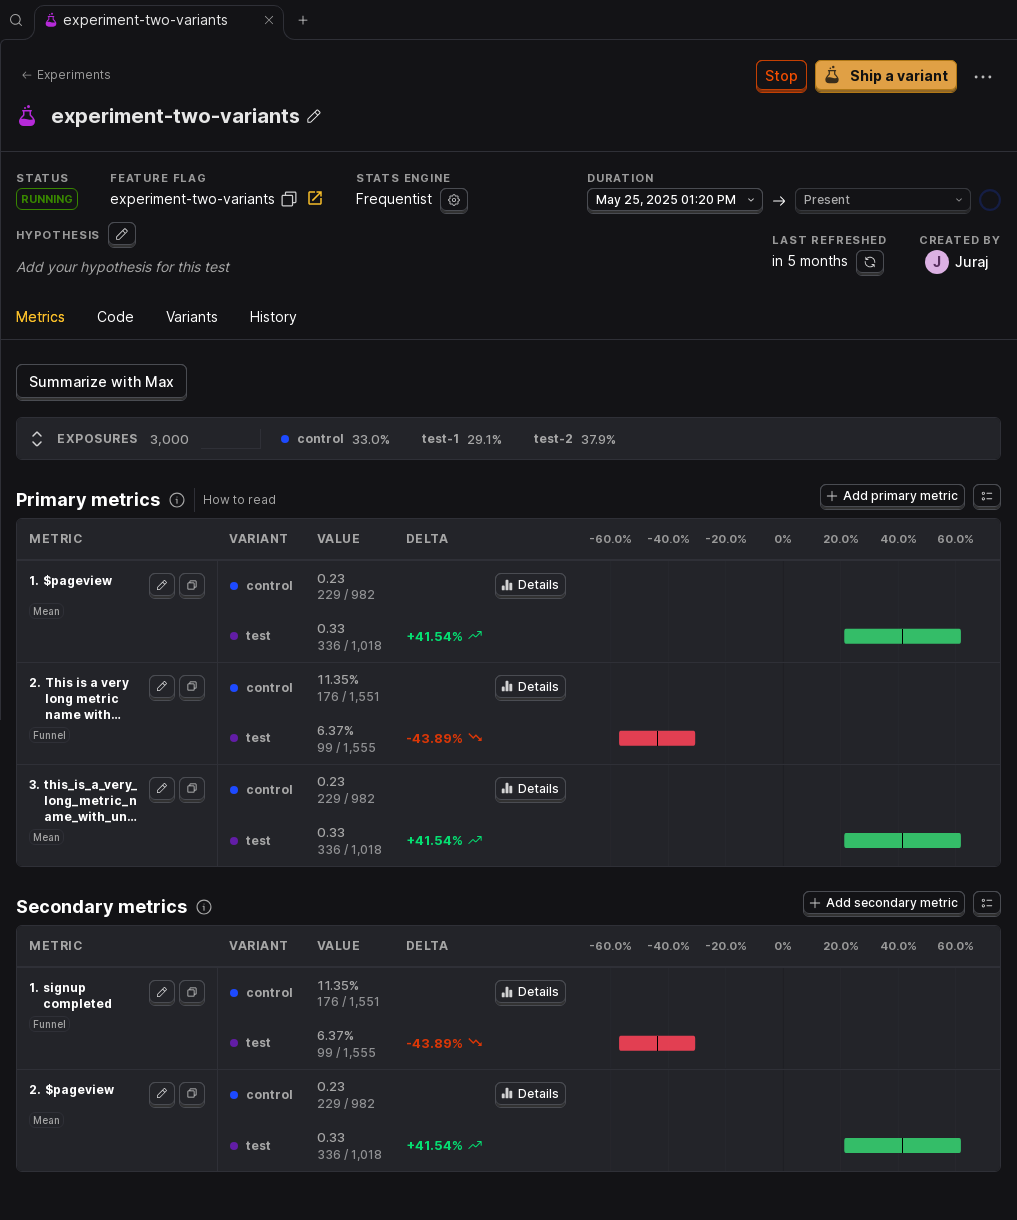 experiment-two-variants
Experiments
Stop
Ship a variant
experiment-two-variants
STATUS
RUNNING
FEATURE FLAG
experiment-two-variants
STATS ENGINE
Frequentist
DURATION
May 25, 2025 01:20 PM
Present
HYPOTHESIS
Add your hypothesis for this test
LAST REFRESHED
in 5 months
CREATED BY
J Juraj
Metrics Code Variants History
Summarize with Max
EXPOSURES 3,000 control 33.0% test-1 29.1% test-2 37.9%
Primary metrics How to read Add primary metric
METRIC VARIANT VALUE DELTA -60.0% -40.0% -20.0% 0% 20.0% 40.0% 60.0%
1. $pageview
Mean
control 0.23
229 / 982
Details
test 0.33
336 / 1,018
+41.54%
2. This is a very
long metric
name with…
Funnel
control 11.35%
176 / 1,551
Details
test 6.37%
99 / 1,555
-43.89%
3. this_is_a_very_
long_metric_n
ame_with_un…
Mean
control 0.23
229 / 982
Details
test 0.33
336 / 1,018
+41.54%
Secondary metrics Add secondary metric
METRIC VARIANT VALUE DELTA -60.0% -40.0% -20.0% 0% 20.0% 40.0% 60.0%
1. signup
completed
Funnel
control 11.35%
176 / 1,551
Details
test 6.37%
99 / 1,555
-43.89%
2. $pageview
Mean
control 0.23
229 / 982
Details
test 0.33
336 / 1,018
+41.54%